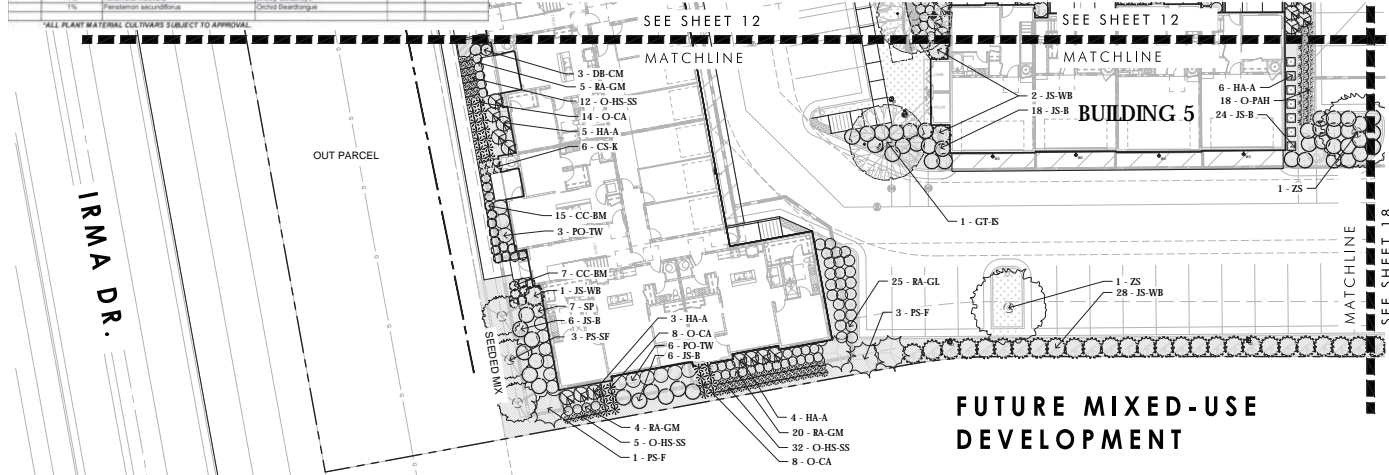 1% Penstemon secundiflorus Orchid Beardtongue
*ALL PLANT MATERIAL CULTIVARS SUBJECT TO APPROVAL.
SEE SHEET 12
MATCHLINE
SEE SHEET 12
MATCHLINE
3 - DB-CM
5 - RA-GM
12 - O-HS-SS
14 - O-CA
5 - HA-A
6 - CS-K
15 - CC-BM
3 - PO-TW
7 - CC-BM
1 - JS-WB
7 - SP
6 - JS-B
3 - PS-SF
OUT PARCEL
IRMA DR.
SEEDED MIX
3 - HA-A
8 - O-CA
6 - PO-TW
6 - JS-B
4 - RA-GM
5 - O-HS-SS
1 - PS-F
4 - HA-A
20 - RA-GM
32 - O-HS-SS
8 - O-CA
25 - RA-GL
3 - PS-F
2 - JS-WB
18 - JS-B
BUILDING 5
6 - HA-A
18 - O-PAH
24 - JS-B
1 - ZS
1 - GT-IS
1 - ZS
28 - JS-WB
MATCHLINE
SEE SHEET 18
FUTURE MIXED-USE
DEVELOPMENT